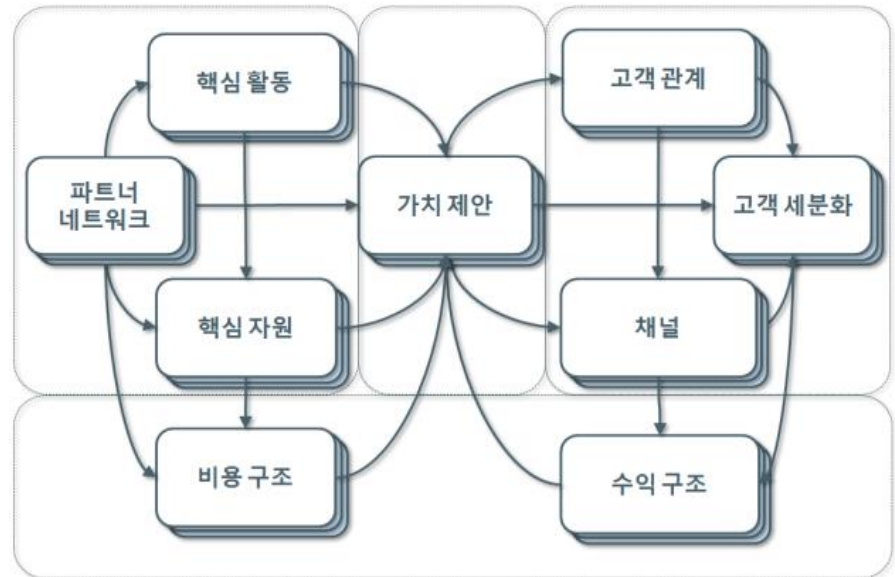 핵심 활동
고객 관계
파트너
네트워크
가치 제안
고객 세분화
핵심 자원
채널
비용 구조
수익 구조